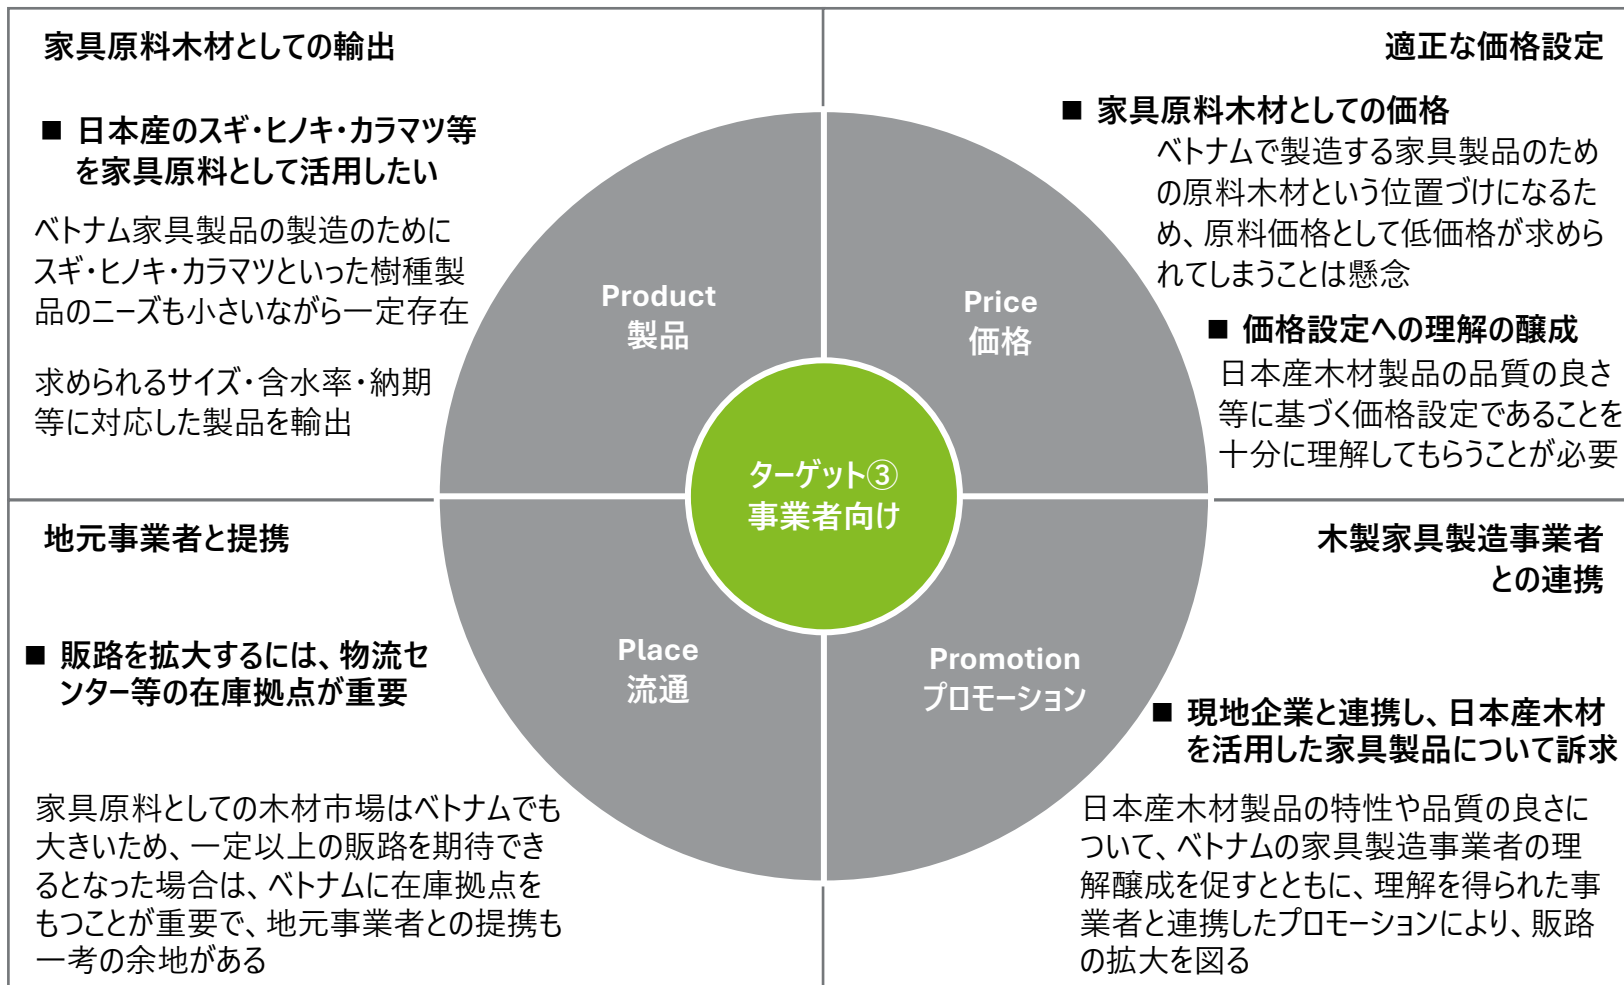 家具原料木材としての輸出
■ 日本産のスギ・ヒノキ・カラマツ等
を家具原料として活用したい
ベトナム家具製品の製造のために
スギ・ヒノキ・カラマツといった樹種製
品のニーズも小さいながら一定存在
求められるサイズ・含水率・納期
等に対応した製品を輸出
適正な価格設定
■ 家具原料木材としての価格
ベトナムで製造する家具製品のため
の原料木材という位置づけになるた
め、原料価格として低価格が求めら
れてしまうことは懸念
■ 価格設定への理解の醸成
日本産木材製品の品質の良さ
等に基づく価格設定であることを
十分に理解してもらうことが必要
Product
製品
Price
価格
ターゲット③
事業者向け
Place
流通
Promotion
プロモーション
地元事業者と提携
■ 販路を拡大するには、物流セ
ンター等の在庫拠点が重要
家具原料としての木材市場はベトナムでも
大きいため、一定以上の販路を期待でき
るとなった場合は、ベトナムに在庫拠点を
もつことが重要で、地元事業者との提携も
一考の余地がある
木製家具製造事業者
との連携
■ 現地企業と連携し、日本産木材
を活用した家具製品について訴求
日本産木材製品の特性や品質の良さに
ついて、ベトナムの家具製造事業者の理
解醸成を促すとともに、理解を得られた事
業者と連携したプロモーションにより、販路
の拡大を図る